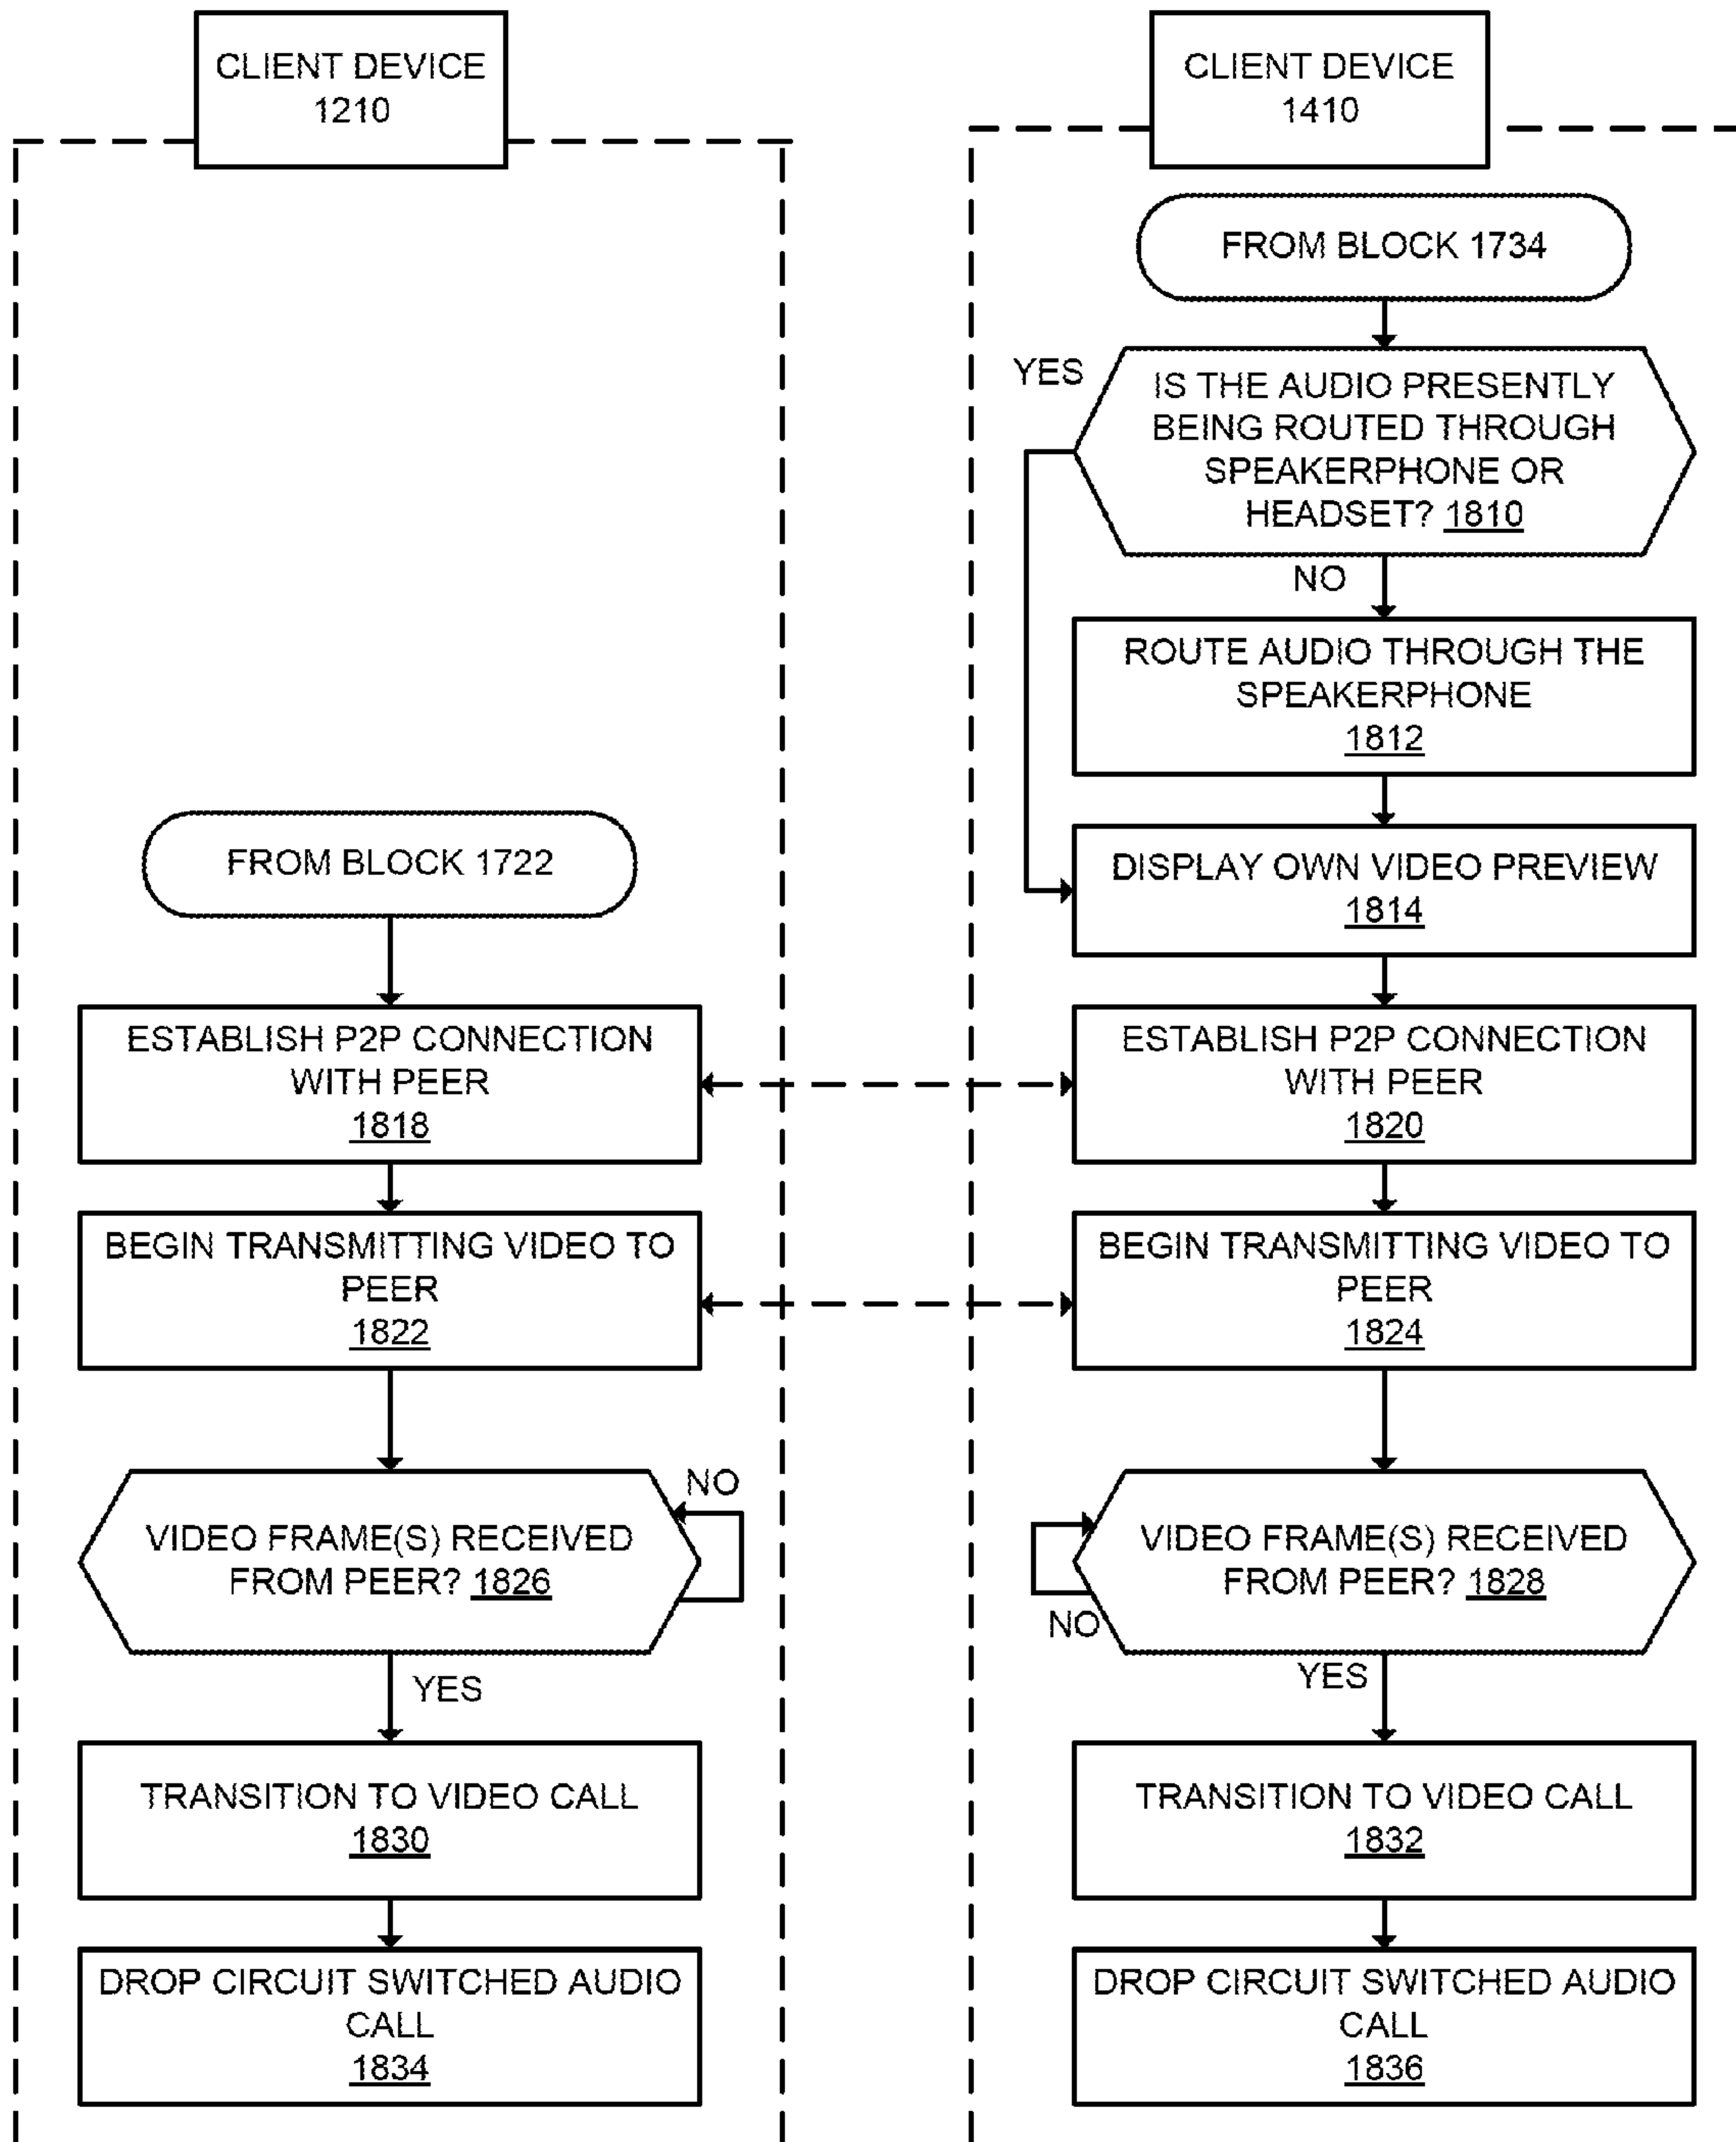 CLIENT DEVICE
1210
FROM BLOCK 1722
ESTABLISH P2P CONNECTION
WITH PEER
1818
BEGIN TRANSMITTING VIDEO TO
PEER
1822
NO
VIDEO FRAME(S) RECEIVED
FROM PEER? 1826
YES
TRANSITION TO VIDEO CALL
1830
DROP CIRCUIT SWITCHED AUDIO
CALL
1834
CLIENT DEVICE
1410
FROM BLOCK 1734
YES
IS THE AUDIO PRESENTLY
BEING ROUTED THROUGH
SPEAKERPHONE OR
HEADSET? 1810
NO
ROUTE AUDIO THROUGH THE
SPEAKERPHONE
1812
DISPLAY OWN VIDEO PREVIEW
1814
ESTABLISH P2P CONNECTION
WITH PEER
1820
BEGIN TRANSMITTING VIDEO TO
PEER
1824
VIDEO FRAME(S) RECEIVED
FROM PEER? 1828
NO
YES
TRANSITION TO VIDEO CALL
1832
DROP CIRCUIT SWITCHED AUDIO
CALL
1836